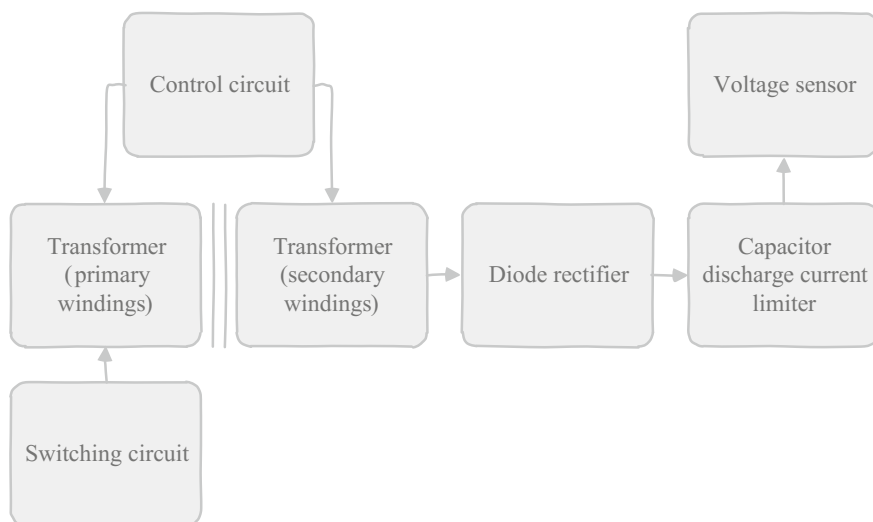 Control circuit
Voltage sensor
Transformer
(primary
windings)
Transformer
(secondary
windings)
Diode rectifier
Capacitor
discharge current
limiter
Switching circuit